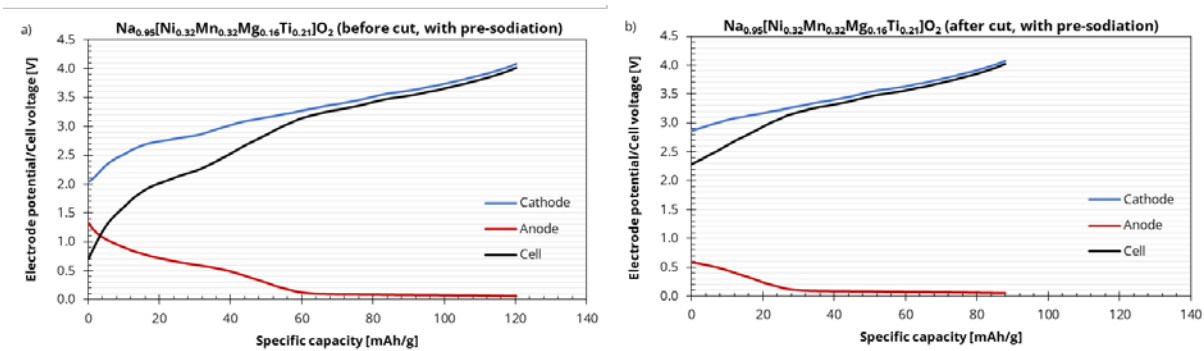 a)
Na₀.₉₅[Ni₀.₃₂Mn₀.₃₂Mg₀.₁₆Ti₀.₂₁]O₂ (before cut, with pre-sodiation)
Electrode potential/Cell voltage [V]
4.5
4.0
3.5
3.0
2.5
2.0
1.5
1.0
0.5
0.0
Cathode
Anode
Cell
0 20 40 60 80 100 120 140
Specific capacity [mAh/g]
b)
Na₀.₉₅[Ni₀.₃₂Mn₀.₃₂Mg₀.₁₆Ti₀.₂₁]O₂ (after cut, with pre-sodiation)
Electrode potential/Cell voltage [V]
4.5
4.0
3.5
3.0
2.5
2.0
1.5
1.0
0.5
0.0
Cathode
Anode
Cell
0 20 40 60 80 100 120 140
Specific capacity [mAh/g]